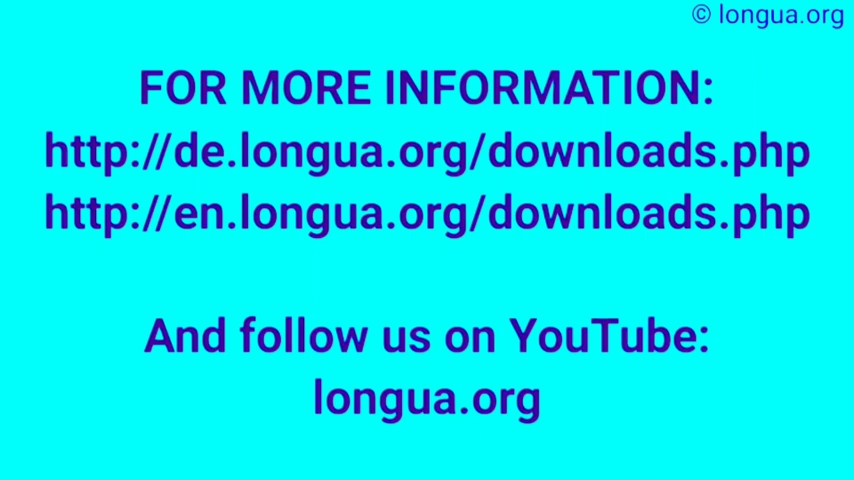 © longua.org
FOR MORE INFORMATION:
http://de.longua.org/downloads.php
http://en.longua.org/downloads.php
And follow us on YouTube:
longua.org